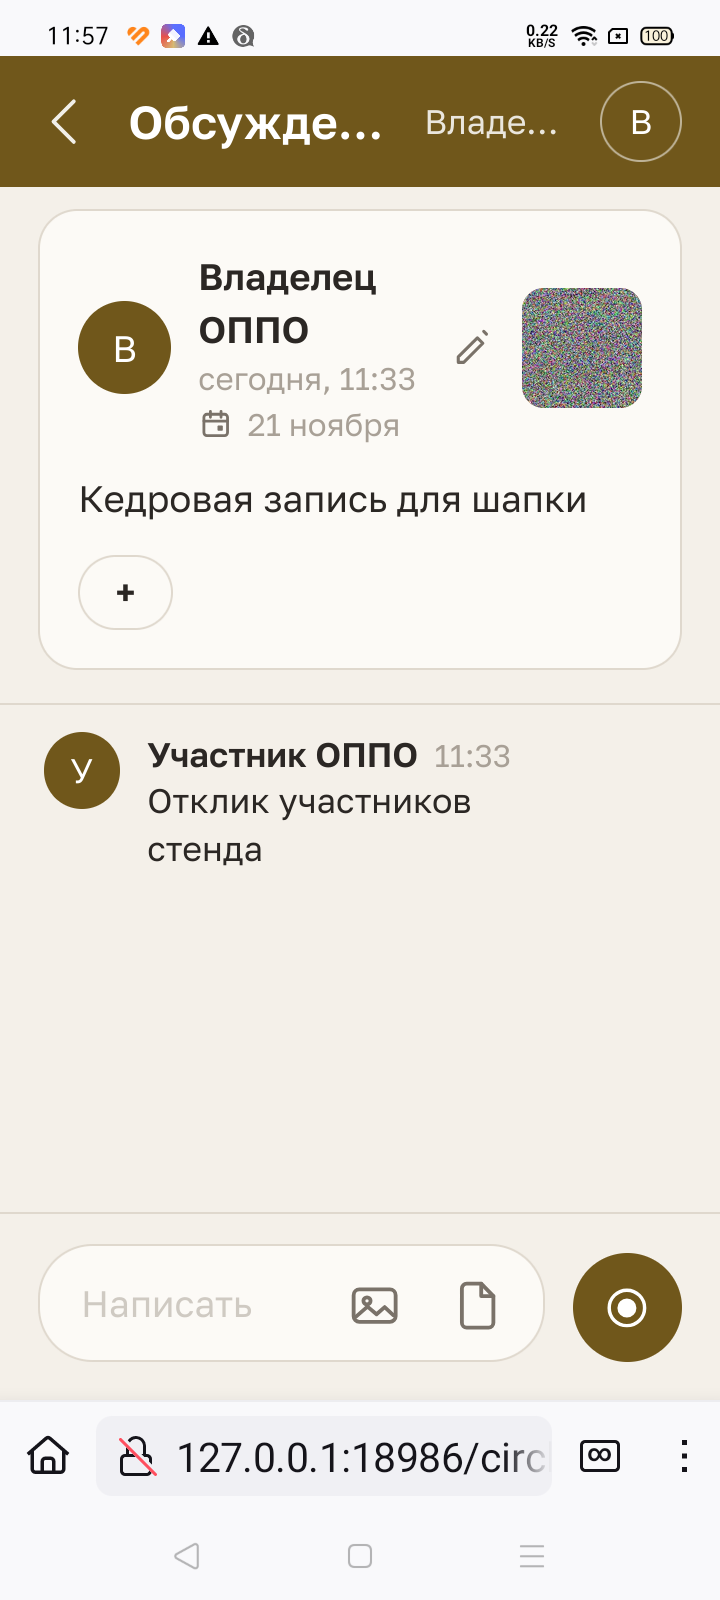 11:57
0.22
KB/S
100
Обсужде...
Владе...
В
В
Владелец
ОППО
сегодня, 11:33
21 ноября
Кедровая запись для шапки
+
У
Участник ОППО 11:33
Отклик участников
стенда
Написать
127.0.0.1:18986/circ